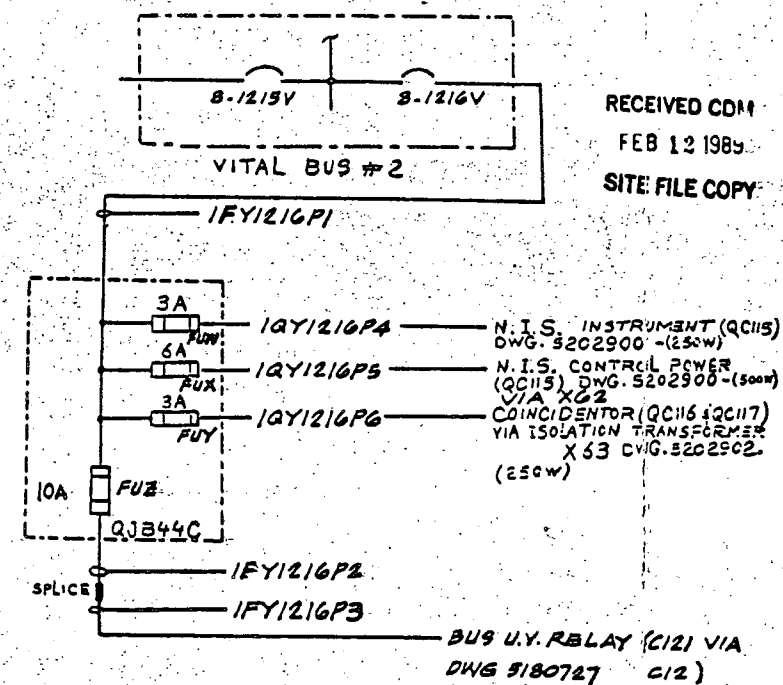 8-1215V
8-1216V
VITAL BUS #2
RECEIVED CDM
FEB 12 1989
SITE FILE COPY
1FY1216P1
3A
1QY1216P4
N.I.S. INSTRUMENT (QC115)
DWG. 5202900 -(250W)
6A
FUX
1QY1216P5
N.I.S. CONTROL POWER
(QC115) DWG. 5202900-(500W)
VIA X62
3A
FUY
1QY1216P6
COINCIDENTOR (QC116 & QC117)
VIA ISOLATION TRANSFORMER
X63 DWG. 5202902.
(250W)
10A
FUZ
QJB44C
1FY1216P2
SPLICE
1FY1216P3
BUS U.V. RELAY (C121 VIA
DWG 5180727 C12)